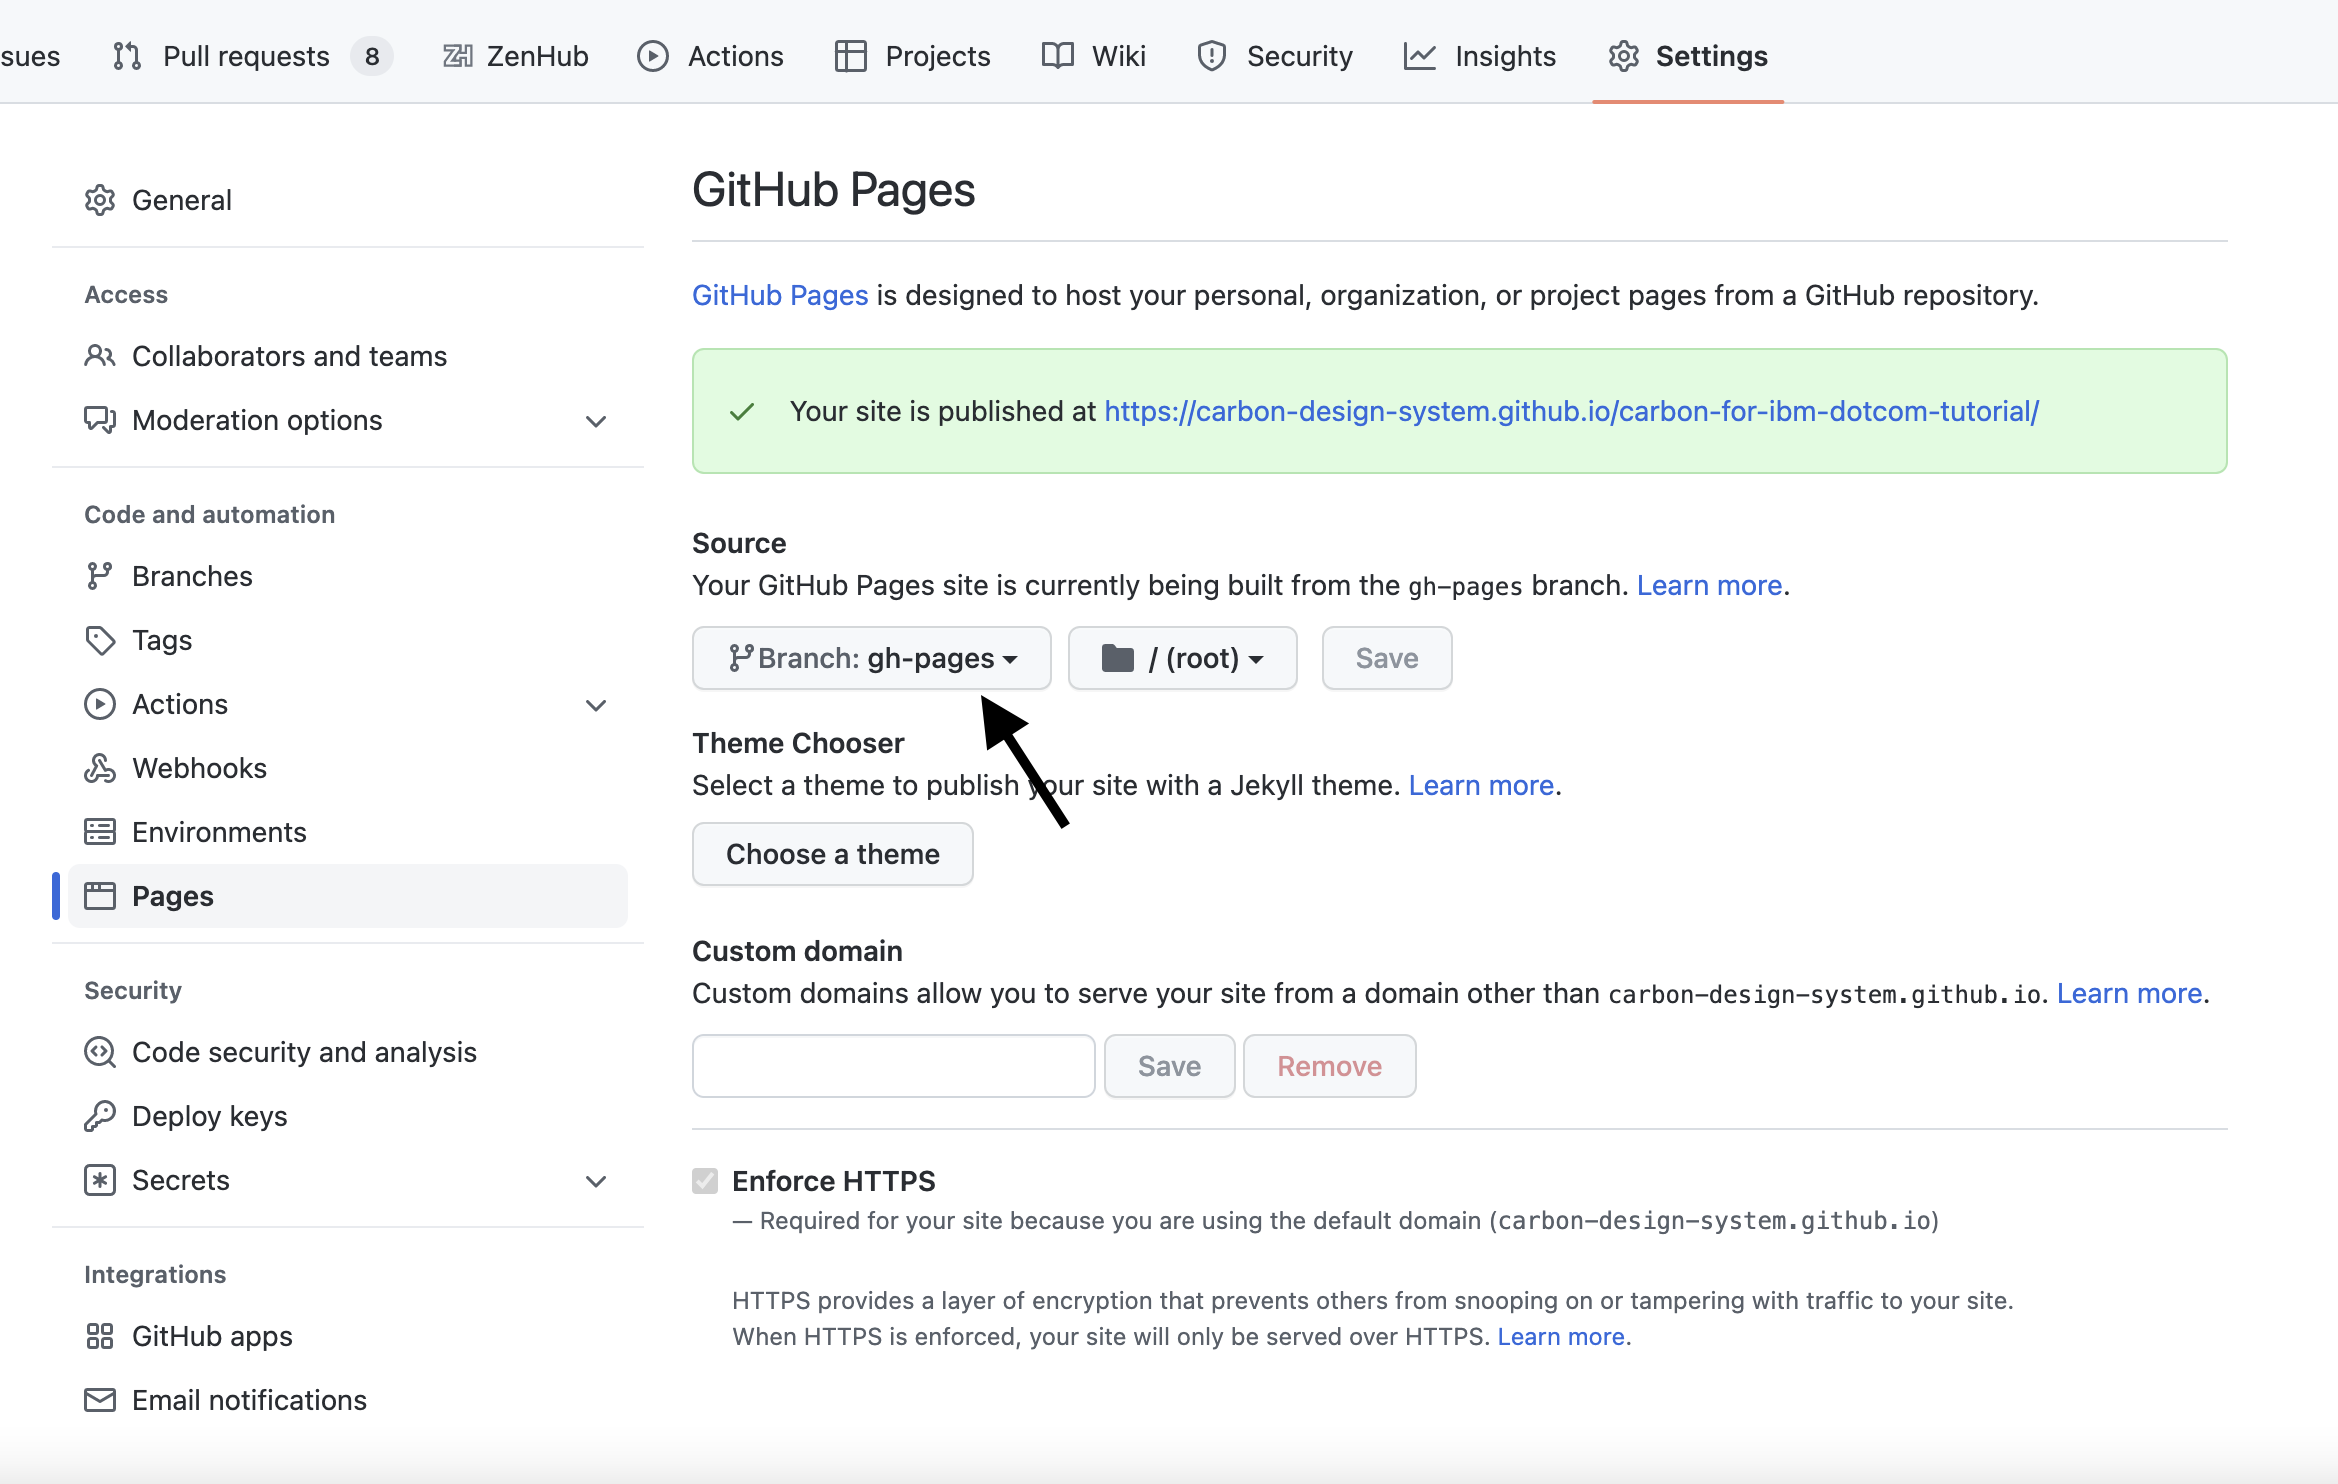 sues Pull requests 8 ZenHub Actions Projects Wiki Security Insights Settings
General
Access
Collaborators and teams
Moderation options
Code and automation
Branches
Tags
Actions
Webhooks
Environments
Pages
Security
Code security and analysis
Deploy keys
Secrets
Integrations
GitHub apps
Email notifications
GitHub Pages
GitHub Pages is designed to host your personal, organization, or project pages from a GitHub repository.
Your site is published at https://carbon-design-system.github.io/carbon-for-ibm-dotcom-tutorial/
Source
Your GitHub Pages site is currently being built from the gh-pages branch. Learn more.
Branch: gh-pages / (root) Save
Theme Chooser
Select a theme to publish your site with a Jekyll theme. Learn more.
Choose a theme
Custom domain
Custom domains allow you to serve your site from a domain other than carbon-design-system.github.io. Learn more.
Save Remove
Enforce HTTPS
— Required for your site because you are using the default domain (carbon-design-system.github.io)
HTTPS provides a layer of encryption that prevents others from snooping on or tampering with traffic to your site.
When HTTPS is enforced, your site will only be served over HTTPS. Learn more.